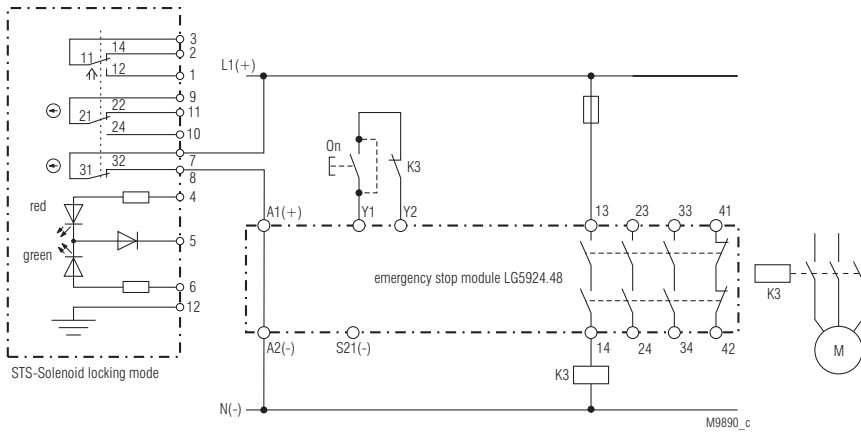 3
14
2
11
12
1
L1(+)
9
22
11
21
24
10
On
K3
32
7
31
8
4
red
A1(+)
Y1
Y2
13
23
33
41
5
green
emergency stop module LG5924.48
K3
6
12
A2(-)
S21(-)
14
24
34
42
M
STS-Solenoid locking mode
K3
N(-)
M9890_c